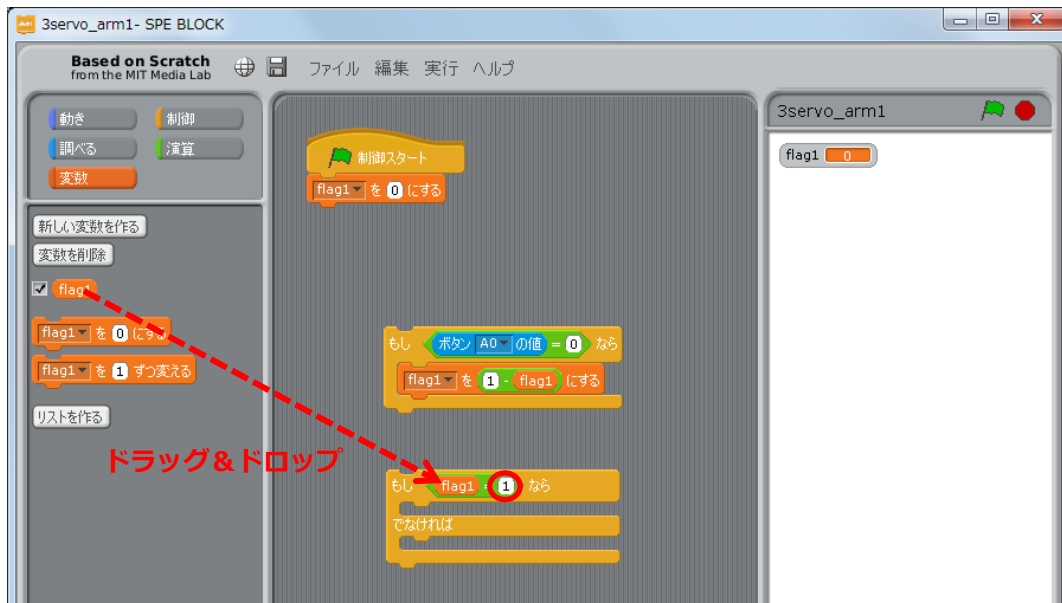 3servo_arm1- SPE BLOCK
Based on Scratch
from the MIT Media Lab
ファイル 編集 実行 ヘルプ
動き 制御
調べる 演算
変数
新しい変数を作る
変数を削除
flag1
flag1 を 0 にする
flag1 を 1 ずつ変える
リストを作る
ドラッグ&ドロップ
制御スタート
flag1 を 0 にする
もし ボタン A0 の値 = 0 なら
flag1 を 1 - flag1 にする
もし flag1 = 1 なら
でなければ
3servo_arm1
flag1 0